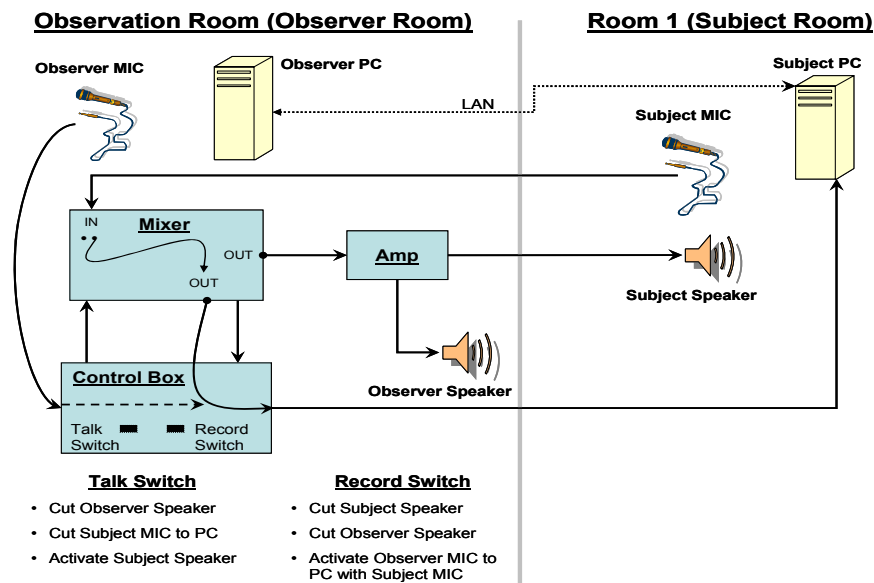 Observation Room (Observer Room)
Room 1 (Subject Room)
Observer MIC
Observer PC
Subject PC
LAN
Subject MIC
IN
Mixer
OUT
OUT
Amp
Subject Speaker
Observer Speaker
Control Box
Talk
Switch
Record
Switch
Talk Switch
• Cut Observer Speaker
• Cut Subject MIC to PC
• Activate Subject Speaker
Record Switch
• Cut Subject Speaker
• Cut Observer Speaker
• Activate Observer MIC to
PC with Subject MIC